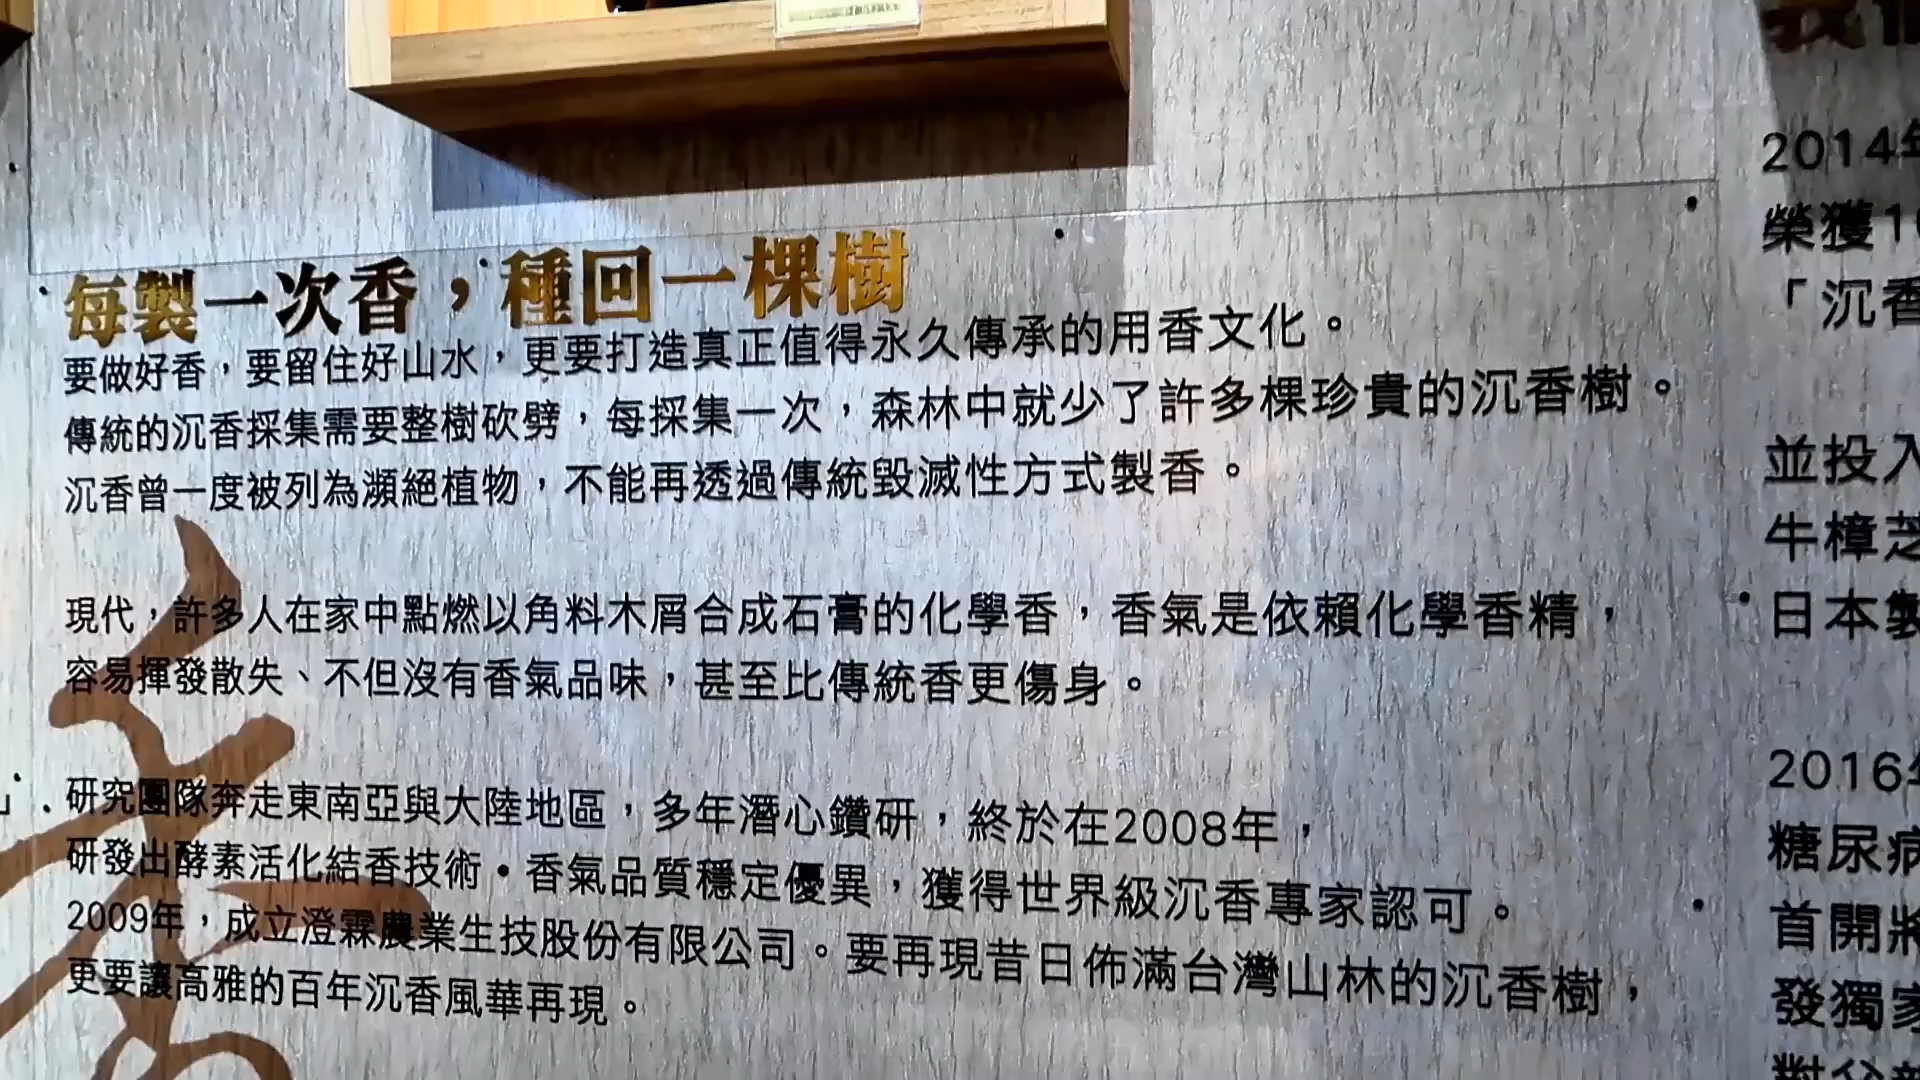 每製一次香，種回一棵樹
要做好香，要留住好山水，更要打造真正值得永久傳承的用香文化。
傳統的沉香採集需要整樹砍劈，每採集一次，森林中就少了許多棵珍貴的沉香樹。
沉香曾一度被列為瀕絕植物，不能再透過傳統毀滅性方式製香。
現代，許多人在家中點燃以角料木屑合成石膏的化學香，香氣是依賴化學香精，
容易揮發散失、不但沒有香氣品味，甚至比傳統香更傷身。
研究團隊奔走東南亞與大陸地區，多年潛心鑽研，終於在2008年，
研發出酵素活化結香技術•香氣品質穩定優異，獲得世界級沉香專家認可。
2009年，成立澄霖農業生技股份有限公司。要再現昔日佈滿台灣山林的沉香樹，
更要讓高雅的百年沉香風華再現。
2014年
榮獲1
「沉香
並投入
牛樟芝
日本製
2016年
糖尿病
首開將
發獨家